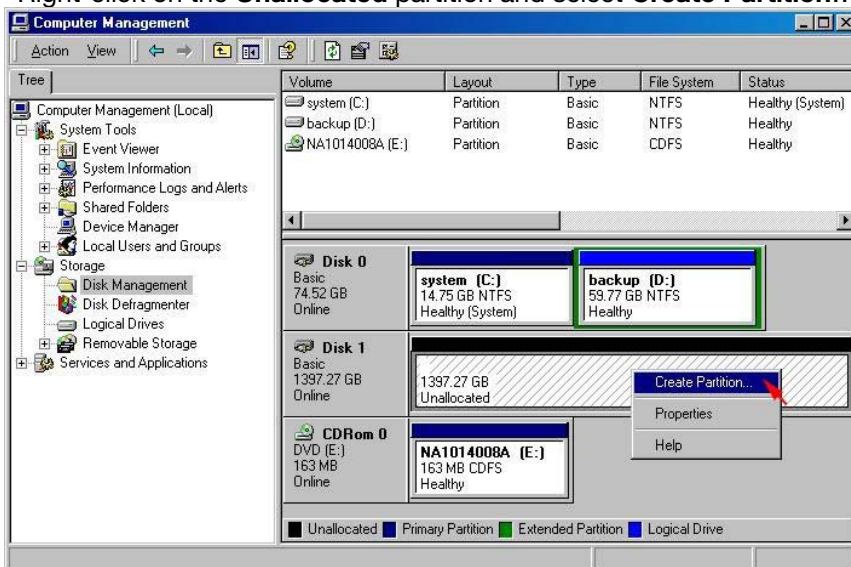 Right-click on the Unallocated partition and select Create Partition…
Computer Management
Action View
Tree
Computer Management (Local)
System Tools
Event Viewer
System Information
Performance Logs and Alerts
Shared Folders
Device Manager
Local Users and Groups
Storage
Disk Management
Disk Defragmenter
Logical Drives
Removable Storage
Services and Applications
Volume Layout Type File System Status
system (C:) Partition Basic NTFS Healthy (System)
backup (D:) Partition Basic NTFS Healthy
NA1014008A (E:) Partition Basic CDFS Healthy
Disk 0
Basic
74.52 GB
Online
system (C:)
14.75 GB NTFS
Healthy (System)
backup (D:)
59.77 GB NTFS
Healthy
Disk 1
Basic
1397.27 GB
Online
1397.27 GB
Unallocated
Create Partition...
Properties
Help
CDRom 0
DVD (E:)
163 MB
Online
NA1014008A (E:)
163 MB CDFS
Healthy
Unallocated Primary Partition Extended Partition Logical Drive